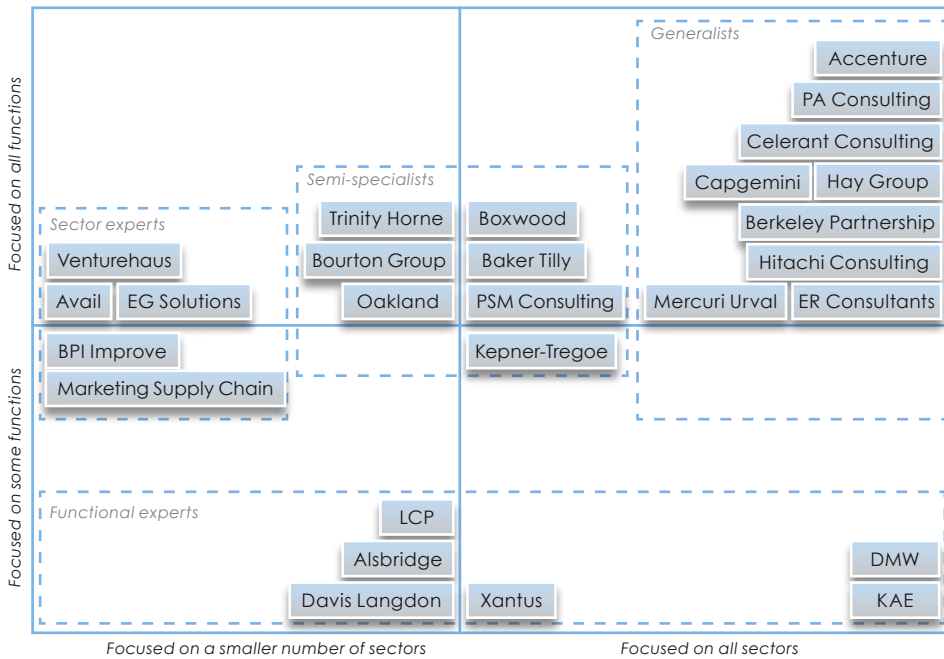 Generalists
Accenture
PA Consulting
Celerant Consulting
Capgemini
Hay Group
Berkeley Partnership
Hitachi Consulting
Mercuri Urval
ER Consultants
Semi-specialists
Trinity Horne
Boxwood
Bourton Group
Baker Tilly
Oakland
PSM Consulting
Kepner-Tregoe
Sector experts
Venturehaus
Avail
EG Solutions
BPI Improve
Marketing Supply Chain
Functional experts
LCP
Alsbridge
DMW
Davis Langdon
Xantus
KAE
Focused on all functions
Focused on some functions
Focused on a smaller number of sectors
Focused on all sectors